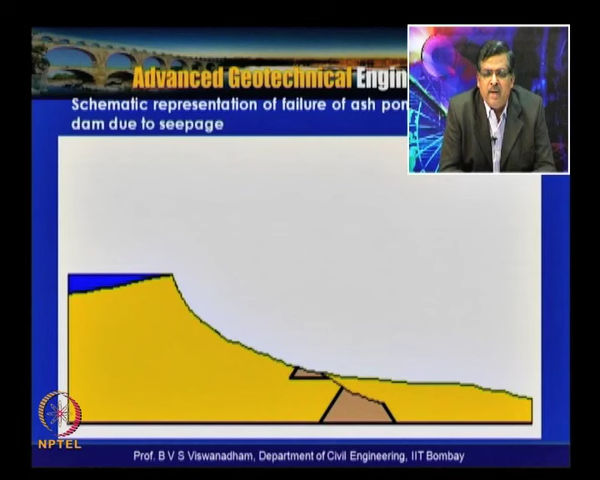 Advanced Geotechnical Engin
Schematic representation of failure of ash pon
dam due to seepage
NPTEL
Prof. B V S Viswanadham, Department of Civil Engineering, IIT Bombay